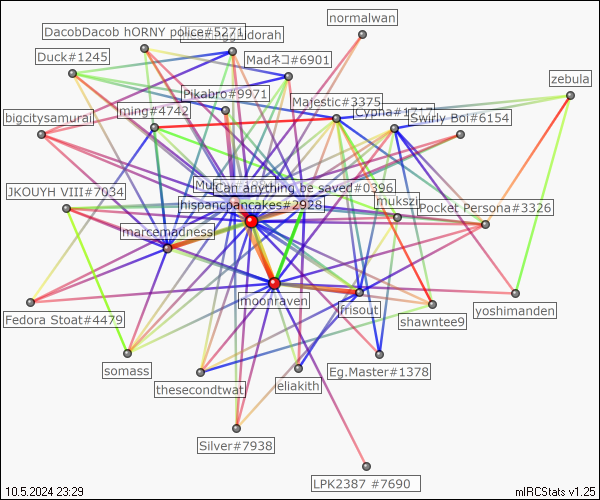 normalwan
DacobDacob hORNY police#5271
dorah
Duck#1245
Madネコ#6901
zebula
Pikabro#9971
Majestic#3375
bigcitysamurai
ming#4742
Cypha#1717
Swirly Boi#6154
Can anything be saved#0396
JKOUYH VIII#7034
hispancpancakes#2928
mukszi
Pocket Persona#3326
marcemadness
moonraven
frisout
yoshimanden
Fedora Stoat#4479
shawntee9
somass
Eg.Master#1378
thesecondtwat
eliakith
Silver#7938
LPK2387 #7690
10.5.2024 23:29
mIRCStats v1.25